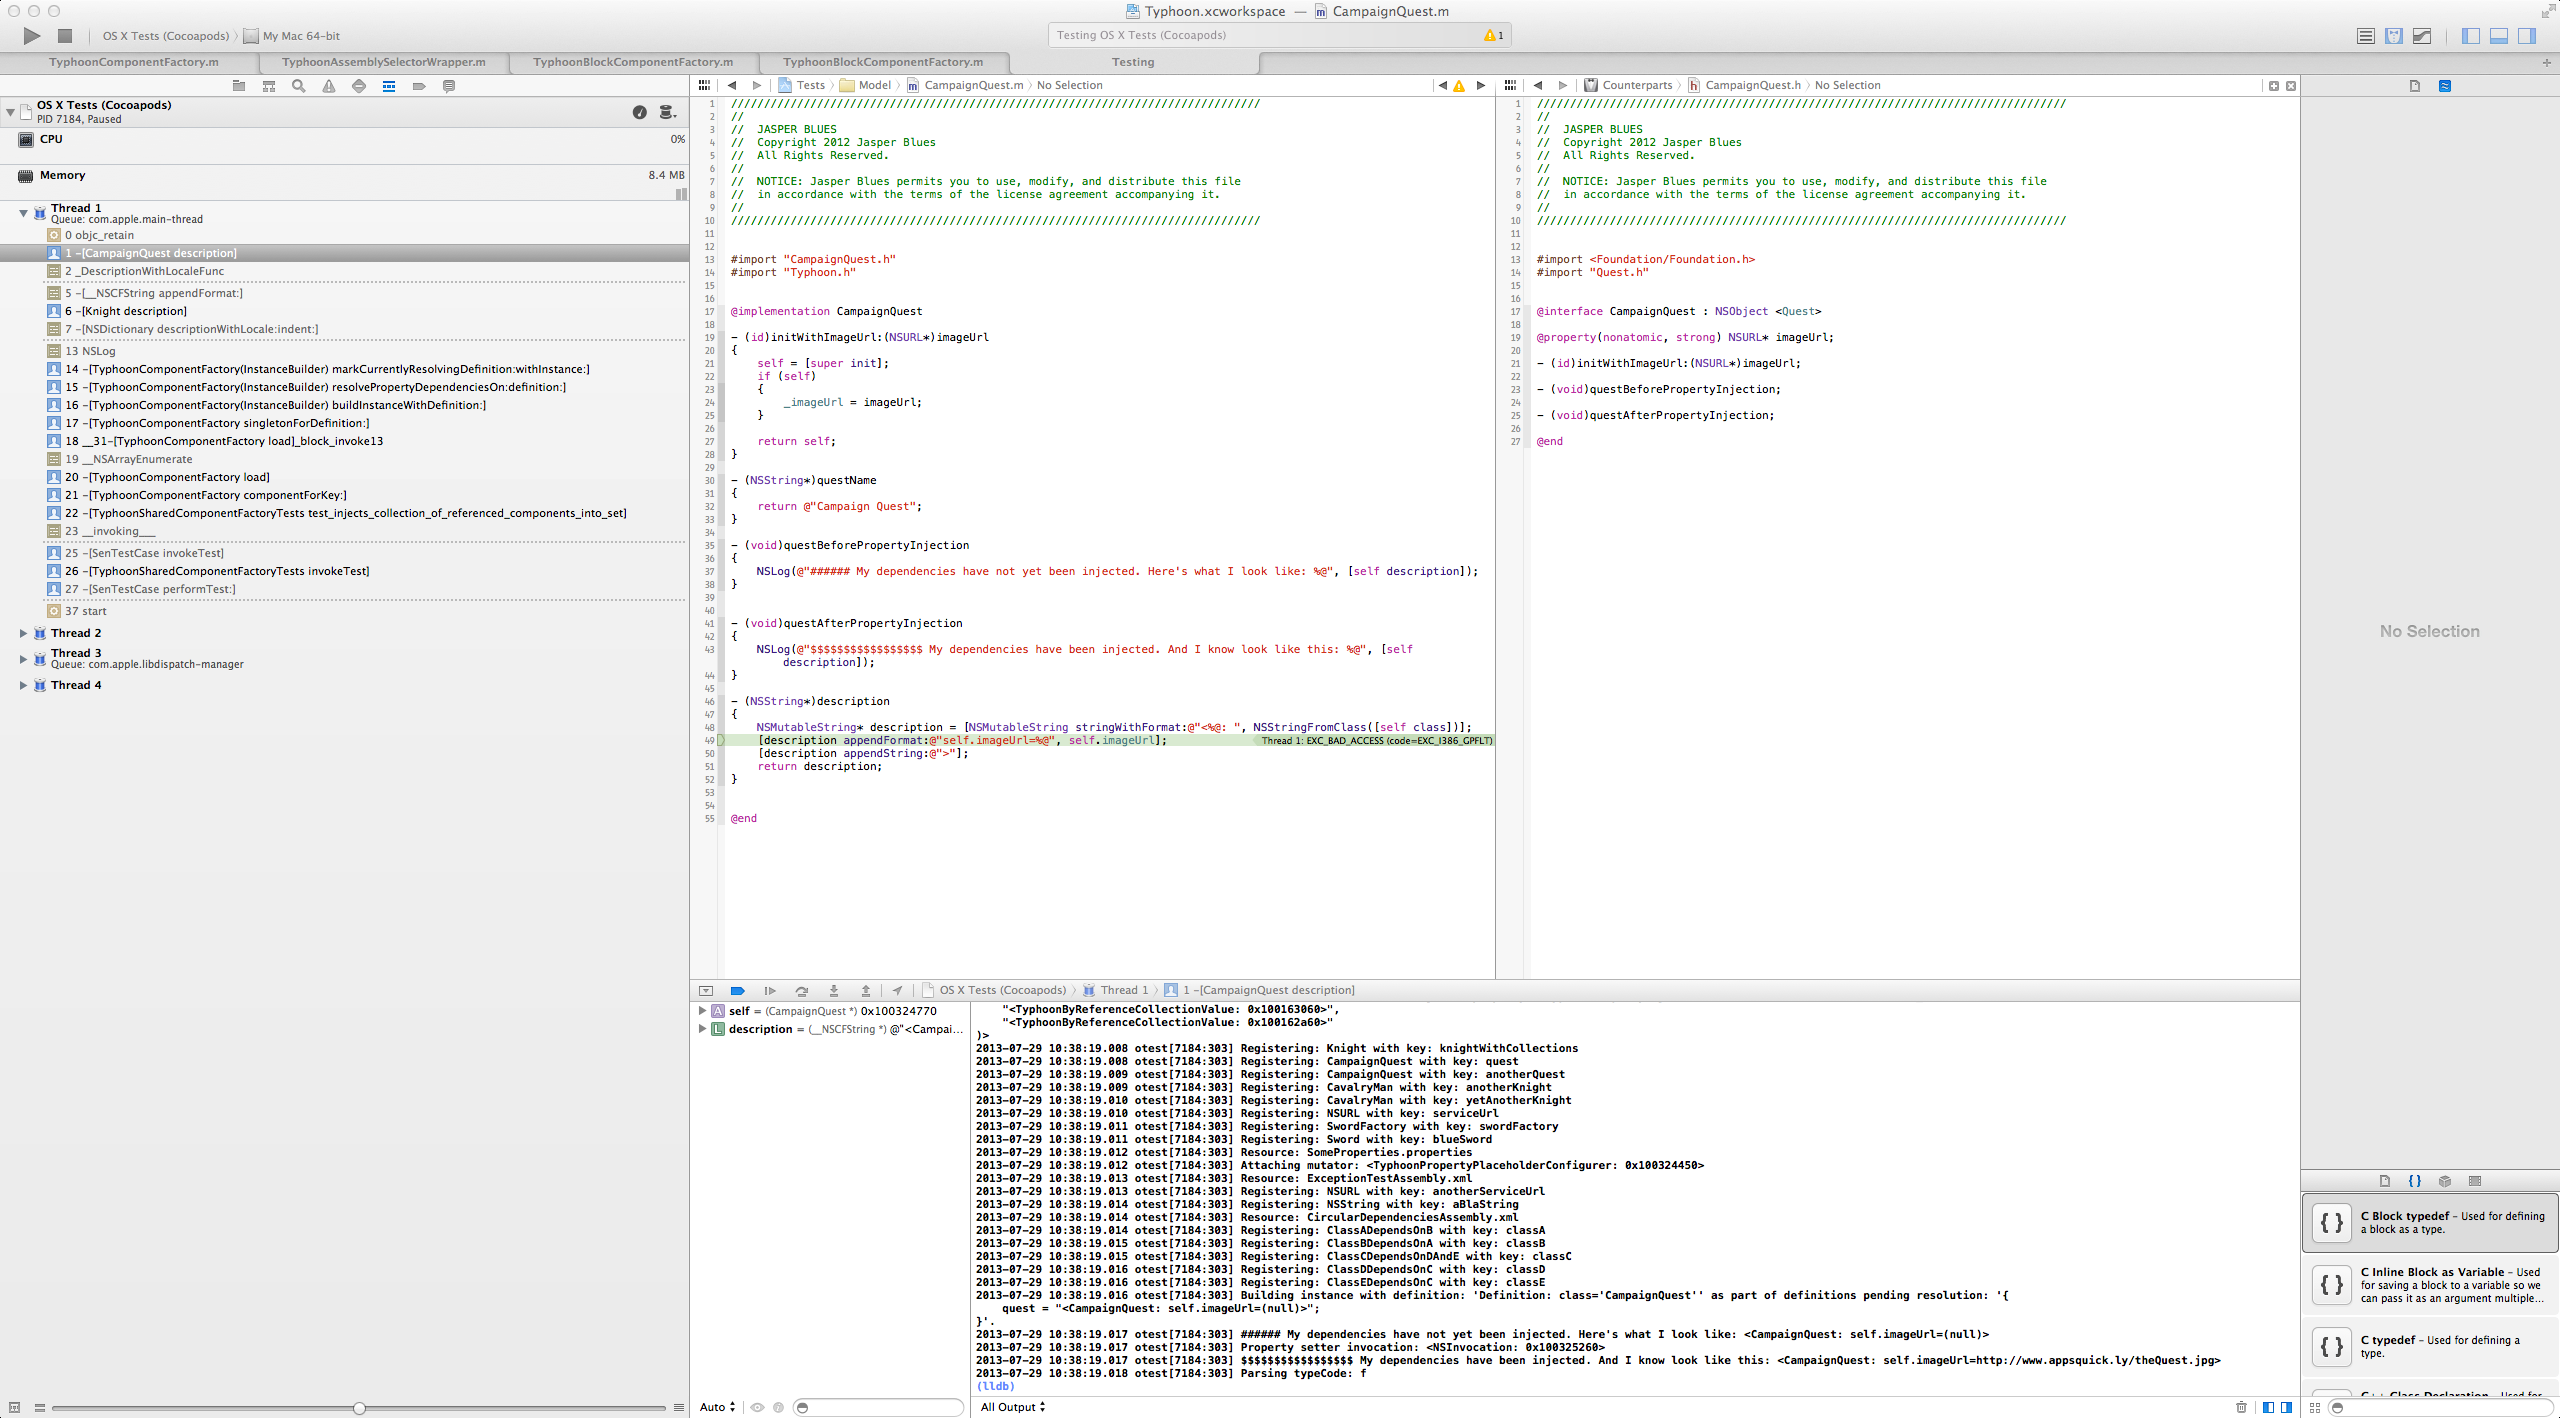 Typhoon.xcworkspace — CampaignQuest.m
OS X Tests (Cocoapods) My Mac 64-bit
Testing OS X Tests (Cocoapods) 1
TyphoonComponentFactory.m TyphoonAssemblySelectorWrapper.m TyphoonBlockComponentFactory.m TyphoonBlockComponentFactory.m Testing
OS X Tests (Cocoapods)
PID 7184, Paused
CPU 0%
Memory 8.4 MB
Thread 1
Queue: com.apple.main-thread
0 objc_retain
1 -[CampaignQuest description]
2 _DescriptionWithLocaleFunc
5 -[__NSCFString appendFormat:]
6 -[Knight description]
7 -[NSDictionary descriptionWithLocale:indent:]
13 NSLog
14 -[TyphoonComponentFactory(InstanceBuilder) markCurrentlyResolvingDefinition:withInstance:]
15 -[TyphoonComponentFactory(InstanceBuilder) resolvePropertyDependenciesOn:definition:]
16 -[TyphoonComponentFactory(InstanceBuilder) buildInstanceWithDefinition:]
17 -[TyphoonComponentFactory singletonForDefinition:]
18 __31-[TyphoonComponentFactory load]_block_invoke13
19 __NSArrayEnumerate
20 -[TyphoonComponentFactory load]
21 -[TyphoonComponentFactory componentForKey:]
22 -[TyphoonSharedComponentFactoryTests test_injects_collection_of_referenced_components_into_set]
23 __invoking___
25 -[SenTestCase invokeTest]
26 -[TyphoonSharedComponentFactoryTests invokeTest]
27 -[SenTestCase performTest:]
37 start
Thread 2
Thread 3
Queue: com.apple.libdispatch-manager
Thread 4
Tests Model CampaignQuest.m No Selection
1 ////////////////////////////////////////////////////////////////////////////////
2 //
3 //  JASPER BLUES
4 //  Copyright 2012 Jasper Blues
5 //  All Rights Reserved.
6 //
7 //  NOTICE: Jasper Blues permits you to use, modify, and distribute this file
8 //  in accordance with the terms of the license agreement accompanying it.
9 //
10 ////////////////////////////////////////////////////////////////////////////////
11
12
13 #import "CampaignQuest.h"
14 #import "Typhoon.h"
15
16
17 @implementation CampaignQuest
18
19 - (id)initWithImageUrl:(NSURL*)imageUrl
20 {
21     self = [super init];
22     if (self)
23     {
24         _imageUrl = imageUrl;
25     }
26
27     return self;
28 }
29
30 - (NSString*)questName
31 {
32     return @"Campaign Quest";
33 }
34
35 - (void)questBeforePropertyInjection
36 {
37     NSLog(@"###### My dependencies have not yet been injected. Here's what I look like: %@", [self description]);
38 }
39
40
41 - (void)questAfterPropertyInjection
42 {
43     NSLog(@"$$$$$$$$$$$$$$$$$ My dependencies have been injected. And I know look like this: %@", [self
description]);
44 }
45
46 - (NSString*)description
47 {
48     NSMutableString* description = [NSMutableString stringWithFormat:@"<%@: ", NSStringFromClass([self class])];
49     [description appendFormat:@"self.imageUrl=%@", self.imageUrl]; Thread 1: EXC_BAD_ACCESS (code=EXC_I386_GPFLT)
50     [description appendString:@">"];
51     return description;
52 }
53
54
55 @end
Counterparts CampaignQuest.h No Selection
1 ////////////////////////////////////////////////////////////////////////////////
2 //
3 //  JASPER BLUES
4 //  Copyright 2012 Jasper Blues
5 //  All Rights Reserved.
6 //
7 //  NOTICE: Jasper Blues permits you to use, modify, and distribute this file
8 //  in accordance with the terms of the license agreement accompanying it.
9 //
10 ////////////////////////////////////////////////////////////////////////////////
11
12
13 #import <Foundation/Foundation.h>
14 #import "Quest.h"
15
16
17 @interface CampaignQuest : NSObject <Quest>
18
19 @property(nonatomic, strong) NSURL* imageUrl;
20
21 - (id)initWithImageUrl:(NSURL*)imageUrl;
22
23 - (void)questBeforePropertyInjection;
24
25 - (void)questAfterPropertyInjection;
26
27 @end
No Selection
OS X Tests (Cocoapods) Thread 1 1 -[CampaignQuest description]
A self = (CampaignQuest *) 0x100324770
L description = (__NSCFString *) @"<Campai...
"<TyphoonByReferenceCollectionValue: 0x100163060>",
"<TyphoonByReferenceCollectionValue: 0x100162a60>"
)>
2013-07-29 10:38:19.008 otest[7184:303] Registering: Knight with key: knightWithCollections
2013-07-29 10:38:19.008 otest[7184:303] Registering: CampaignQuest with key: quest
2013-07-29 10:38:19.009 otest[7184:303] Registering: CampaignQuest with key: anotherQuest
2013-07-29 10:38:19.009 otest[7184:303] Registering: CavalryMan with key: anotherKnight
2013-07-29 10:38:19.010 otest[7184:303] Registering: CavalryMan with key: yetAnotherKnight
2013-07-29 10:38:19.010 otest[7184:303] Registering: NSURL with key: serviceUrl
2013-07-29 10:38:19.011 otest[7184:303] Registering: SwordFactory with key: swordFactory
2013-07-29 10:38:19.011 otest[7184:303] Registering: Sword with key: blueSword
2013-07-29 10:38:19.012 otest[7184:303] Resource: SomeProperties.properties
2013-07-29 10:38:19.012 otest[7184:303] Attaching mutator: <TyphoonPropertyPlaceholderConfigurer: 0x100324450>
2013-07-29 10:38:19.013 otest[7184:303] Resource: ExceptionTestAssembly.xml
2013-07-29 10:38:19.013 otest[7184:303] Registering: NSURL with key: anotherServiceUrl
2013-07-29 10:38:19.014 otest[7184:303] Registering: NSString with key: aBlaString
2013-07-29 10:38:19.014 otest[7184:303] Resource: CircularDependenciesAssembly.xml
2013-07-29 10:38:19.014 otest[7184:303] Registering: ClassADependsOnB with key: classA
2013-07-29 10:38:19.015 otest[7184:303] Registering: ClassBDependsOnA with key: classB
2013-07-29 10:38:19.015 otest[7184:303] Registering: ClassCDependsOnDAndE with key: classC
2013-07-29 10:38:19.016 otest[7184:303] Registering: ClassDDependsOnC with key: classD
2013-07-29 10:38:19.016 otest[7184:303] Registering: ClassEDependsOnC with key: classE
2013-07-29 10:38:19.016 otest[7184:303] Building instance with definition: 'Definition: class='CampaignQuest'' as part of definitions pending resolution: '{
quest = "<CampaignQuest: self.imageUrl=(null)>";
}'.
2013-07-29 10:38:19.017 otest[7184:303] ###### My dependencies have not yet been injected. Here's what I look like: <CampaignQuest: self.imageUrl=(null)>
2013-07-29 10:38:19.017 otest[7184:303] Property setter invocation: <NSInvocation: 0x100325260>
2013-07-29 10:38:19.017 otest[7184:303] $$$$$$$$$$$$$$$$$ My dependencies have been injected. And I know look like this: <CampaignQuest: self.imageUrl=http://www.appsquick.ly/theQuest.jpg>
2013-07-29 10:38:19.018 otest[7184:303] Parsing typeCode: f
(lldb)
Auto
All Output
{ } C Block typedef - Used for defining
a block as a type.
{ } C Inline Block as Variable - Used
for saving a block to a variable so we
can pass it as an argument multiple...
{ } C typedef - Used for defining a
type.
C++ Class Declaration - Used for